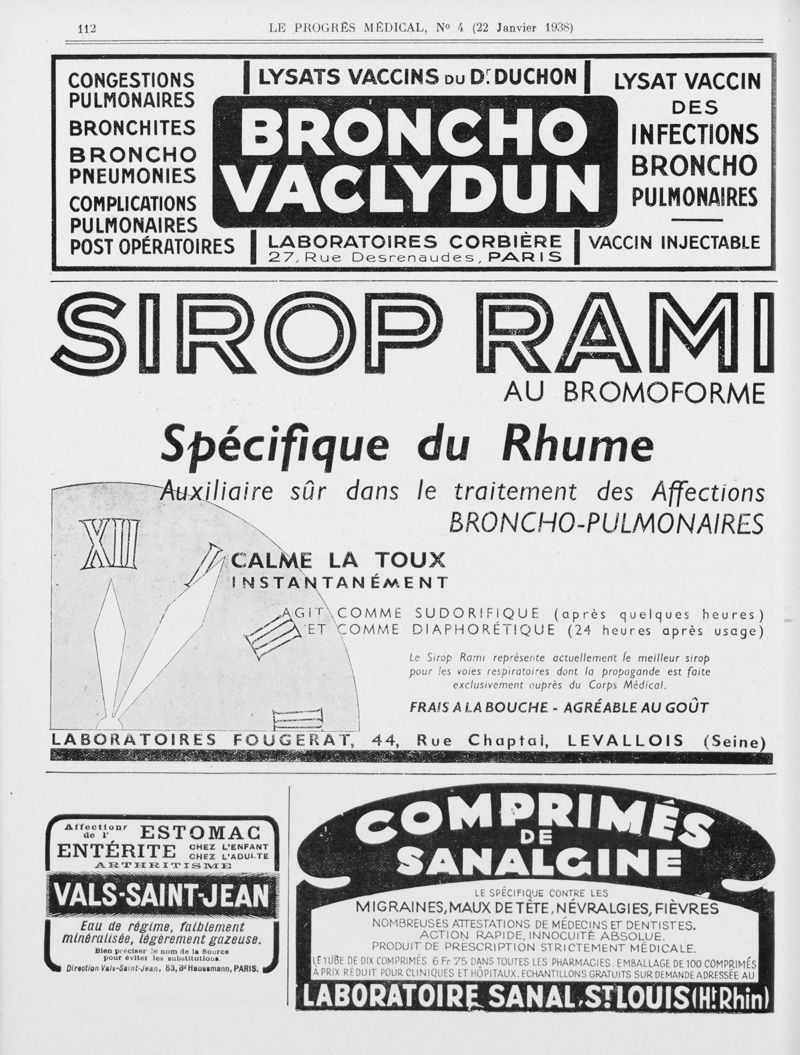 112
LE PROGRÈS MÉDICAL, No 4 (22 Janvier 1938)
CONGESTIONS
PULMONAIRES
BRONCHITES
BRONCHO
PNEUMONIES
COMPLICATIONS
PULMONAIRES
POST OPÉRATOIRES
LYSATS VACCINS DU Dr DUCHON
BRONCHO
VACLYDUN
LABORATOIRES CORBIÈRE
27, Rue Desrenaudes, PARIS
LYSAT VACCIN
DES
INFECTIONS
BRONCHO
PULMONAIRES
VACCIN INJECTABLE
SIROP RAMI
AU BROMOFORME
Spécifique du Rhume
Auxiliaire sûr dans le traitement des Affections
BRONCHO-PULMONAIRES
XII
I
CALME LA TOUX
INSTANTANÉMENT
AGIT COMME SUDORIFIQUE (après quelques heures)
ET COMME DIAPHORÉTIQUE (24 heures après usage)
II
III
Le Sirop Rami représente actuellement le meilleur sirop
pour les voies respiratoires dont la propagande est faite
exclusivement auprès du Corps Médical.
FRAIS A LA BOUCHE - AGRÉABLE AU GOÛT
LABORATOIRES FOUGERAT, 44, Rue Chaptal, LEVALLOIS (Seine)
Affections de l' ESTOMAC
ENTÉRITE CHEZ L'ENFANT CHEZ L'ADULTE
ARTHRITISME
VALS-SAINT-JEAN
Eau de régime, faiblement
minéralisée, légèrement gazeuse.
Bien préciser le nom de la Source
pour éviter les substitutions.
Direction Vals-Saint-Jean, 63, Bd Haussmann, PARIS.
COMPRIMÉS
DE
SANALGINE
LE SPÉCIFIQUE CONTRE LES
MIGRAINES, MAUX DE TÊTE, NÉVRALGIES, FIÈVRES
NOMBREUSES ATTESTATIONS DE MÉDECINS ET DENTISTES.
ACTION RAPIDE, INNOCUITÉ ABSOLUE.
PRODUIT DE PRESCRIPTION STRICTEMENT MÉDICALE.
LE TUBE DE DIX COMPRIMÉS 6 Fr. 75 DANS TOUTES LES PHARMACIES. EMBALLAGE DE 100 COMPRIMÉS
A PRIX RÉDUIT POUR CLINIQUES ET HÔPITAUX. ECHANTILLONS GRATUITS SUR DEMANDE ADRESSÉE AU
LABORATOIRE SANAL, St LOUIS (Ht Rhin)